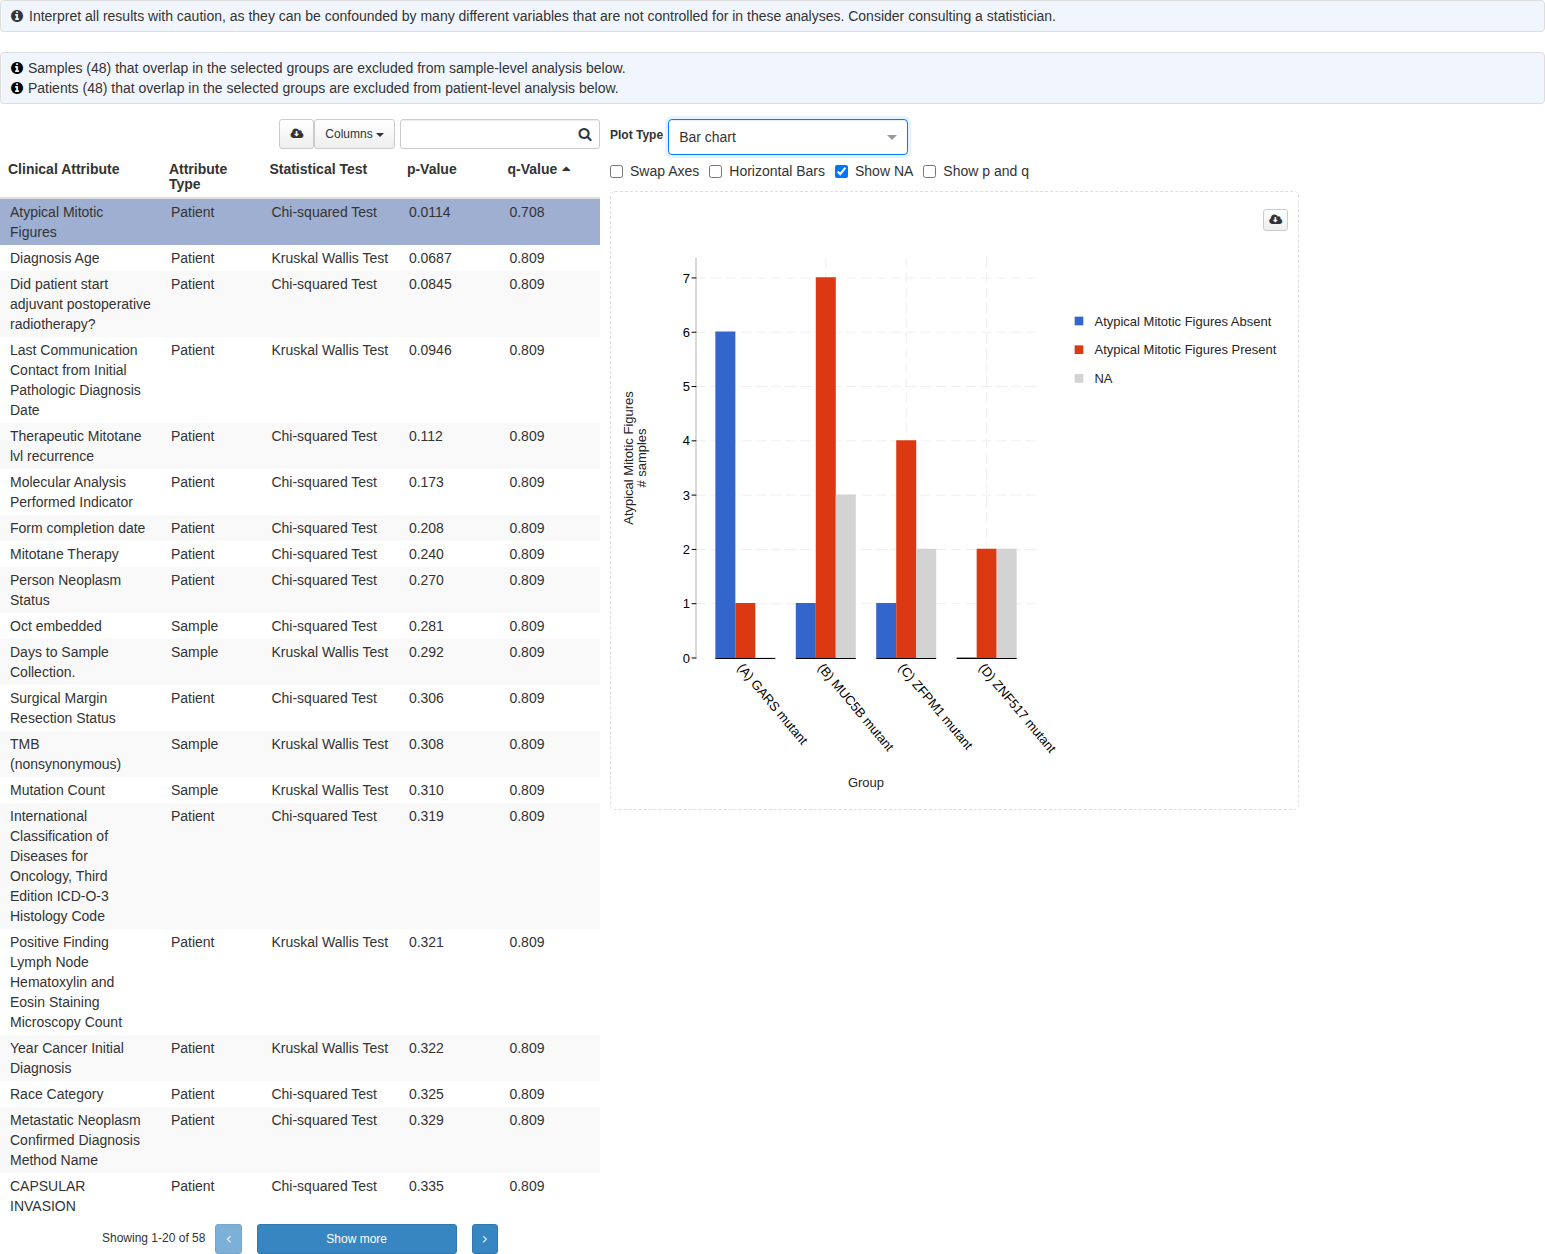 Interpret all results with caution, as they can be confounded by many different variables that are not controlled for in these analyses. Consider consulting a statistician.
Samples (48) that overlap in the selected groups are excluded from sample-level analysis below.
Patients (48) that overlap in the selected groups are excluded from patient-level analysis below.
Columns
Clinical Attribute Attribute Type Statistical Test p-Value q-Value
Atypical Mitotic Patient Chi-squared Test 0.0114 0.708
Figures
Diagnosis Age Patient Kruskal Wallis Test 0.0687 0.809
Did patient start Patient Chi-squared Test 0.0845 0.809
adjuvant postoperative
radiotherapy?
Last Communication Patient Kruskal Wallis Test 0.0946 0.809
Contact from Initial
Pathologic Diagnosis
Date
Therapeutic Mitotane Patient Chi-squared Test 0.112 0.809
lvl recurrence
Molecular Analysis Patient Chi-squared Test 0.173 0.809
Performed Indicator
Form completion date Patient Chi-squared Test 0.208 0.809
Mitotane Therapy Patient Chi-squared Test 0.240 0.809
Person Neoplasm Patient Chi-squared Test 0.270 0.809
Status
Oct embedded Sample Chi-squared Test 0.281 0.809
Days to Sample Sample Kruskal Wallis Test 0.292 0.809
Collection.
Surgical Margin Patient Chi-squared Test 0.306 0.809
Resection Status
TMB Sample Kruskal Wallis Test 0.308 0.809
(nonsynonymous)
Mutation Count Sample Kruskal Wallis Test 0.310 0.809
International Patient Chi-squared Test 0.319 0.809
Classification of
Diseases for
Oncology, Third
Edition ICD-O-3
Histology Code
Positive Finding Patient Kruskal Wallis Test 0.321 0.809
Lymph Node
Hematoxylin and
Eosin Staining
Microscopy Count
Year Cancer Initial Patient Kruskal Wallis Test 0.322 0.809
Diagnosis
Race Category Patient Chi-squared Test 0.325 0.809
Metastatic Neoplasm Patient Chi-squared Test 0.329 0.809
Confirmed Diagnosis
Method Name
CAPSULAR Patient Chi-squared Test 0.335 0.809
INVASION
Showing 1-20 of 58 ‹ Show more ›
Plot Type Bar chart
Swap Axes Horizontal Bars Show NA Show p and q
Atypical Mitotic Figures
# samples
7
6
5
4
3
2
1
0
(A) GARS mutant
(B) MUC5B mutant
(C) ZFPM1 mutant
(D) ZNF517 mutant
Group
Atypical Mitotic Figures Absent
Atypical Mitotic Figures Present
NA